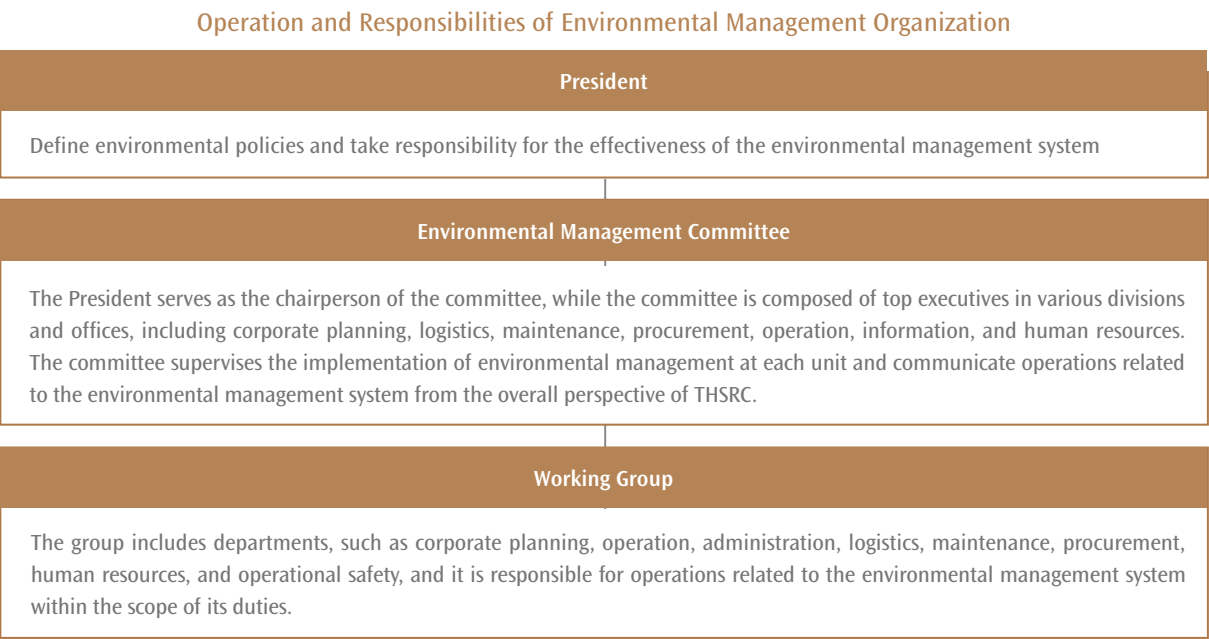 Operation and Responsibilities of Environmental Management Organization
President
Define environmental policies and take responsibility for the effectiveness of the environmental management system
Environmental Management Committee
The President serves as the chairperson of the committee, while the committee is composed of top executives in various divisions
and offices, including corporate planning, logistics, maintenance, procurement, operation, information, and human resources.
The committee supervises the implementation of environmental management at each unit and communicate operations related
to the environmental management system from the overall perspective of THSRC.
Working Group
The group includes departments, such as corporate planning, operation, administration, logistics, maintenance, procurement,
human resources, and operational safety, and it is responsible for operations related to the environmental management system
within the scope of its duties.